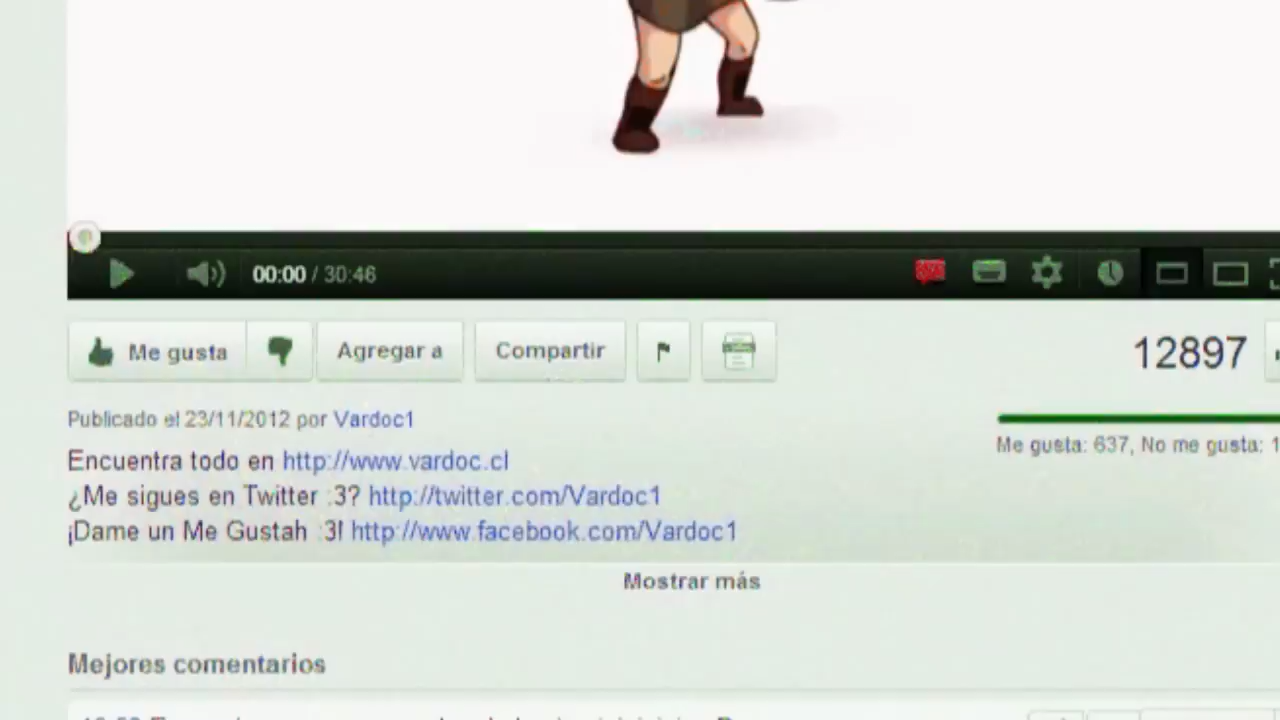 00:00 / 30:46
Me gusta
Agregar a
Compartir
12897
Publicado el 23/11/2012 por Vardoc1
Me gusta: 637, No me gusta: 1
Encuentra todo en http://www.vardoc.cl
¿Me sigues en Twitter :3? http://twitter.com/Vardoc1
¡Dame un Me Gustah :3! http://www.facebook.com/Vardoc1
Mostrar más
Mejores comentarios